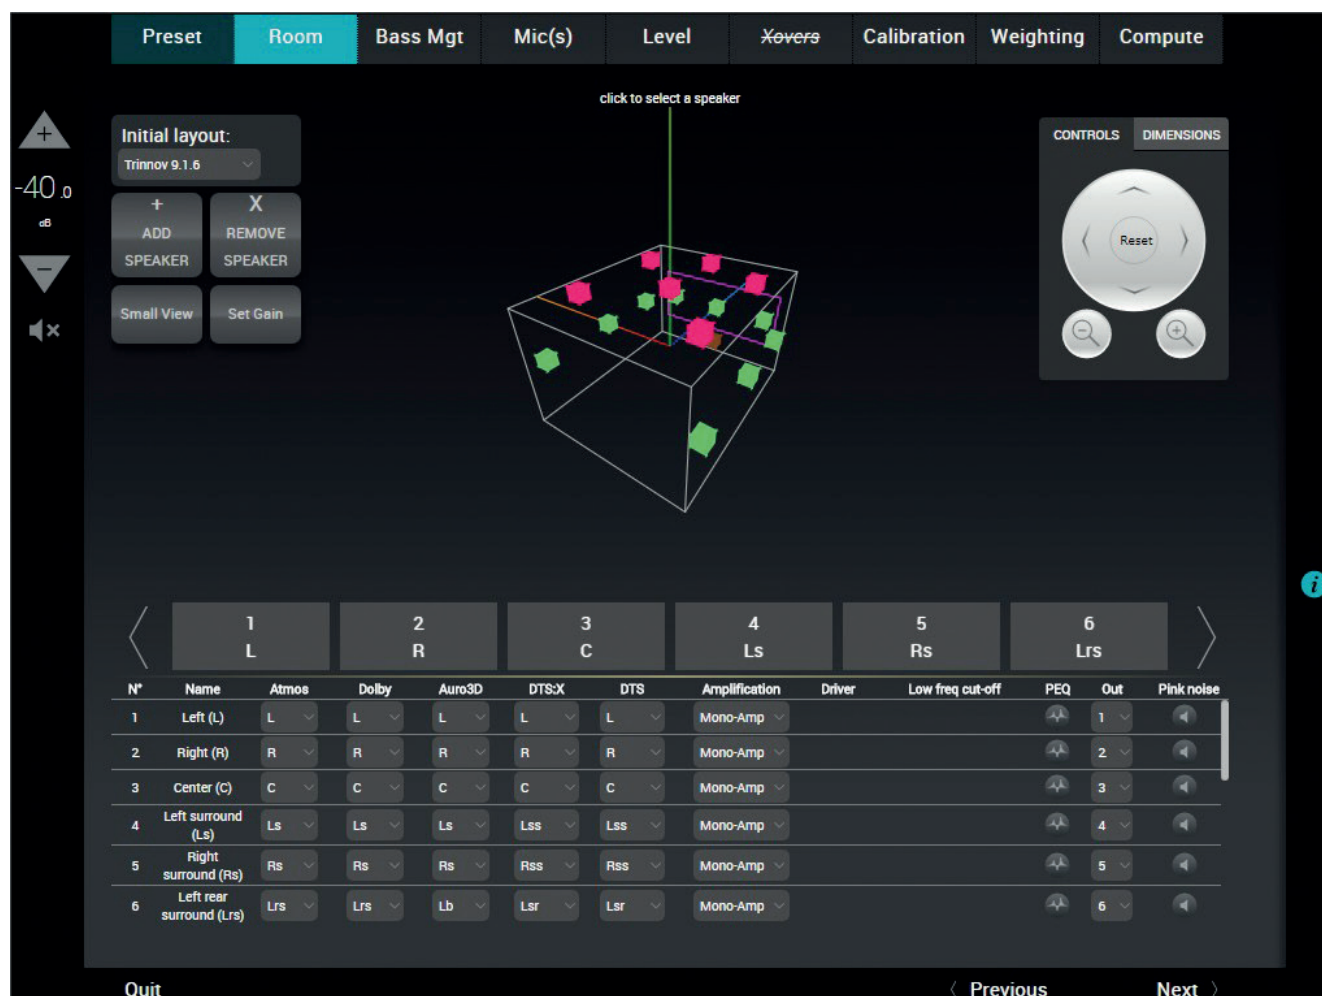 Preset Room Bass Mgt Mic(s) Level Xovers Calibration Weighting Compute
click to select a speaker
+
-40.0
dB
−
Initial layout:
Trinnov 9.1.6
+
ADD
SPEAKER
X
REMOVE
SPEAKER
Small View
Set Gain
CONTROLS DIMENSIONS
Reset
i
1
L
2
R
3
C
4
Ls
5
Rs
6
Lrs
N° Name Atmos Dolby Auro3D DTS:X DTS Amplification Driver Low freq cut-off PEQ Out Pink noise
1 Left (L) L L L L L Mono-Amp 1
2 Right (R) R R R R R Mono-Amp 2
3 Center (C) C C C C C Mono-Amp 3
4 Left surround
(Ls) Ls Ls Ls Lss Lss Mono-Amp 4
5 Right
surround (Rs) Rs Rs Rs Rss Rss Mono-Amp 5
6 Left rear
surround (Lrs) Lrs Lrs Lb Lsr Lsr Mono-Amp 6
Quit Previous Next